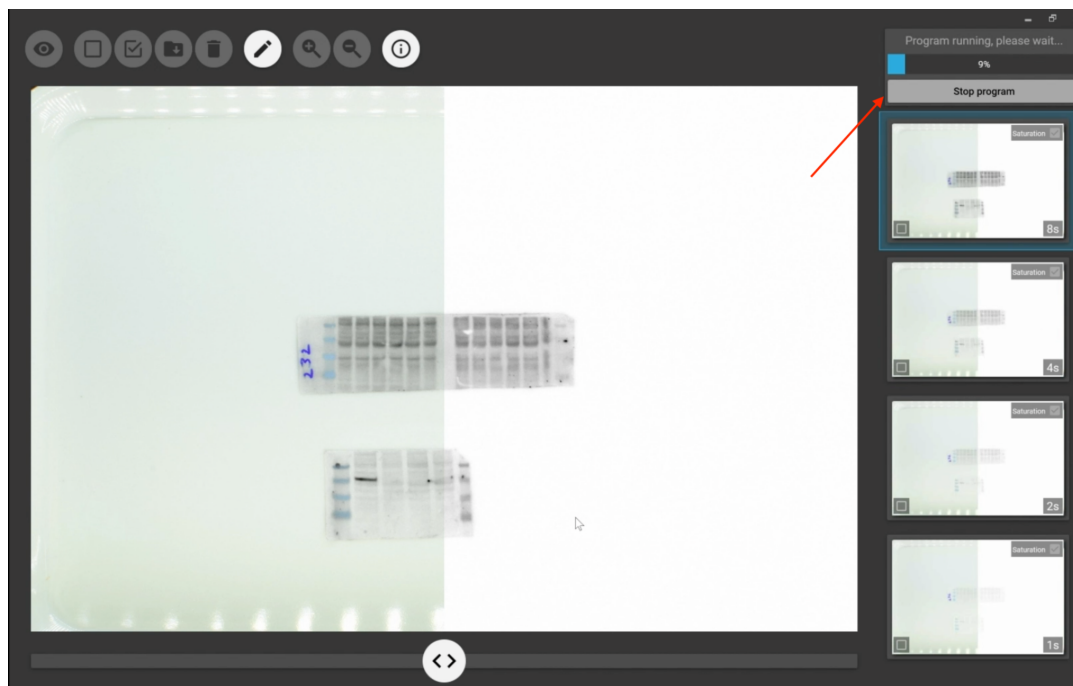 Program running, please wait...
9%
Stop program
Saturation
8s
Saturation
4s
Saturation
2s
Saturation
1s
232